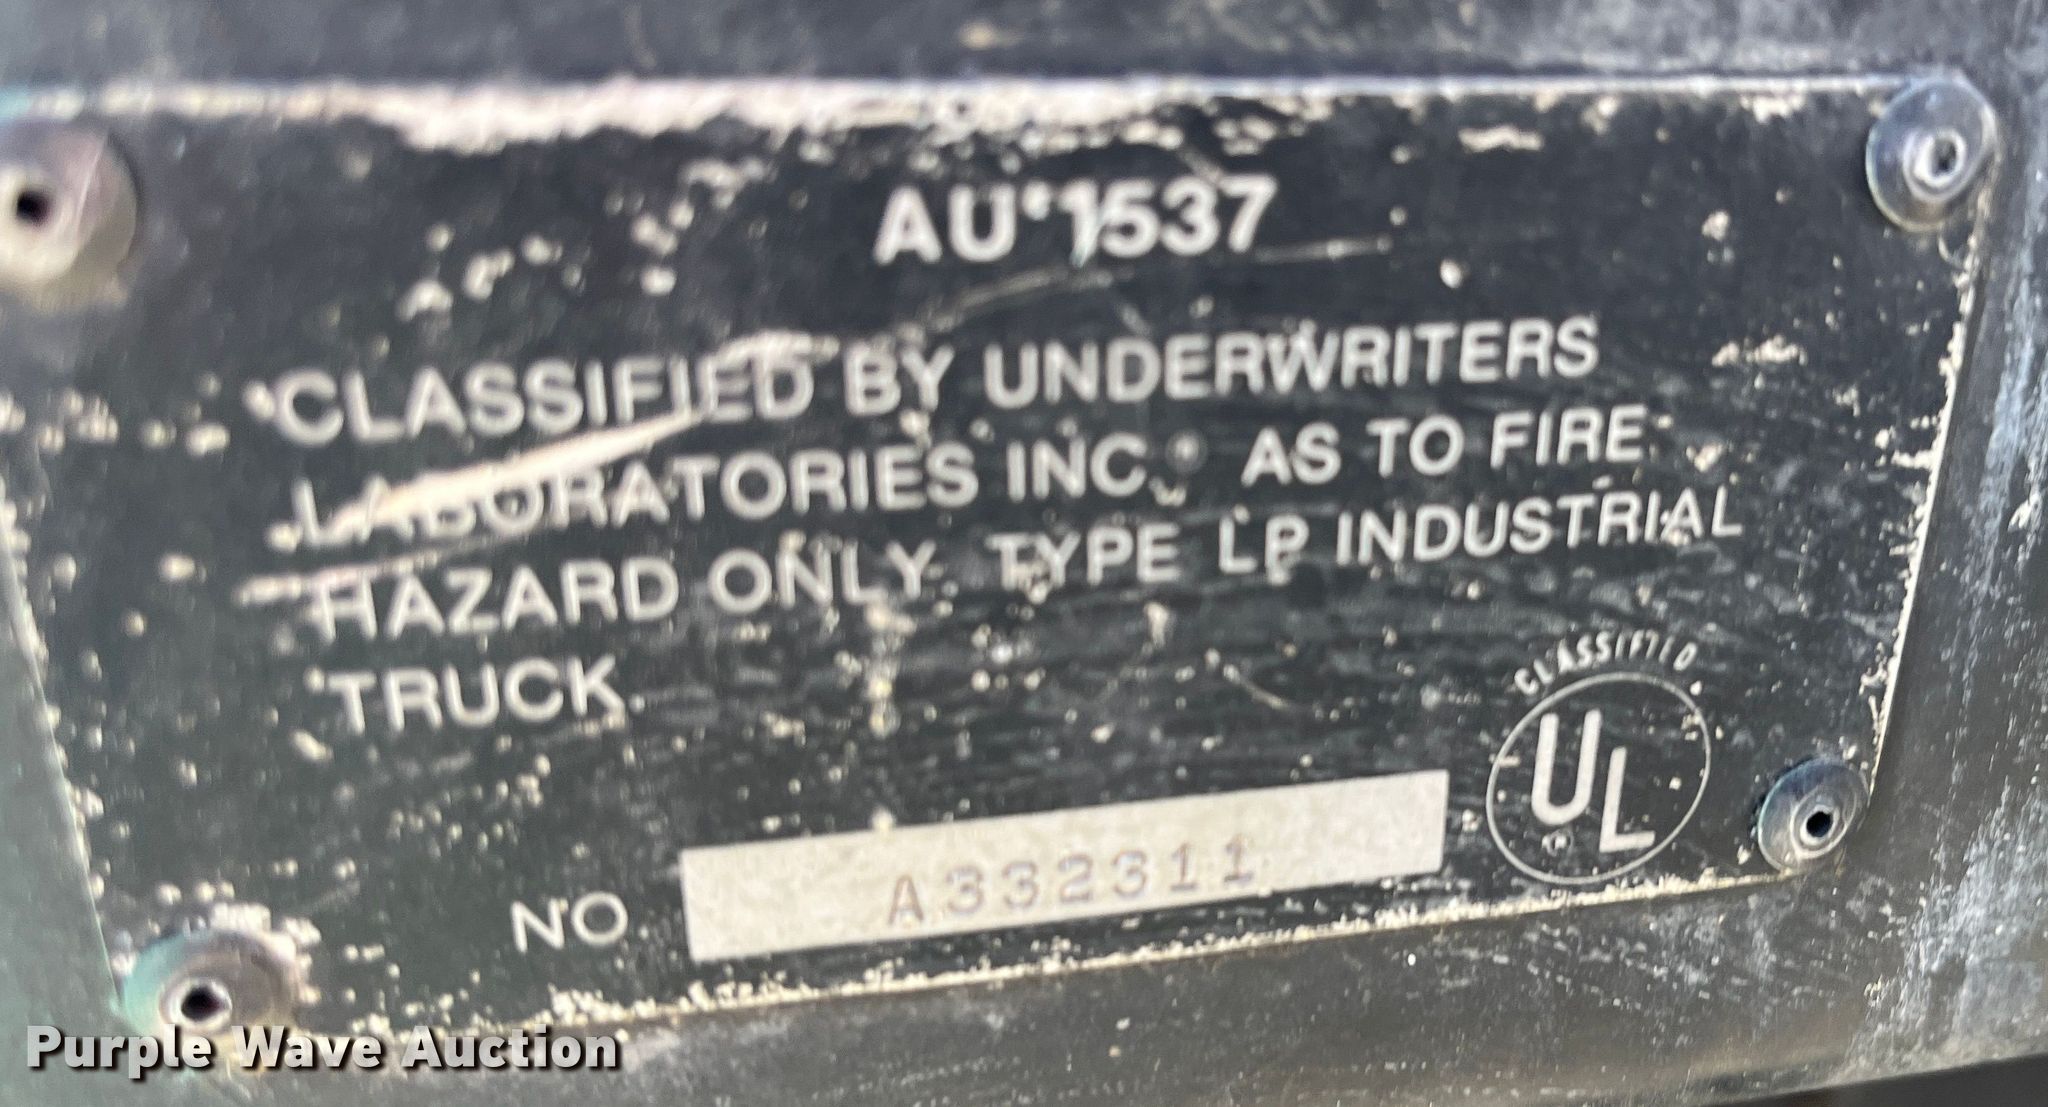 AU 1537
CLASSIFIED BY UNDERWRITERS
LABORATORIES INC. AS TO FIRE
HAZARD ONLY. TYPE LP INDUSTRIAL
TRUCK.
CLASSIFIED
UL
NO. A332311
Purple Wave Auction